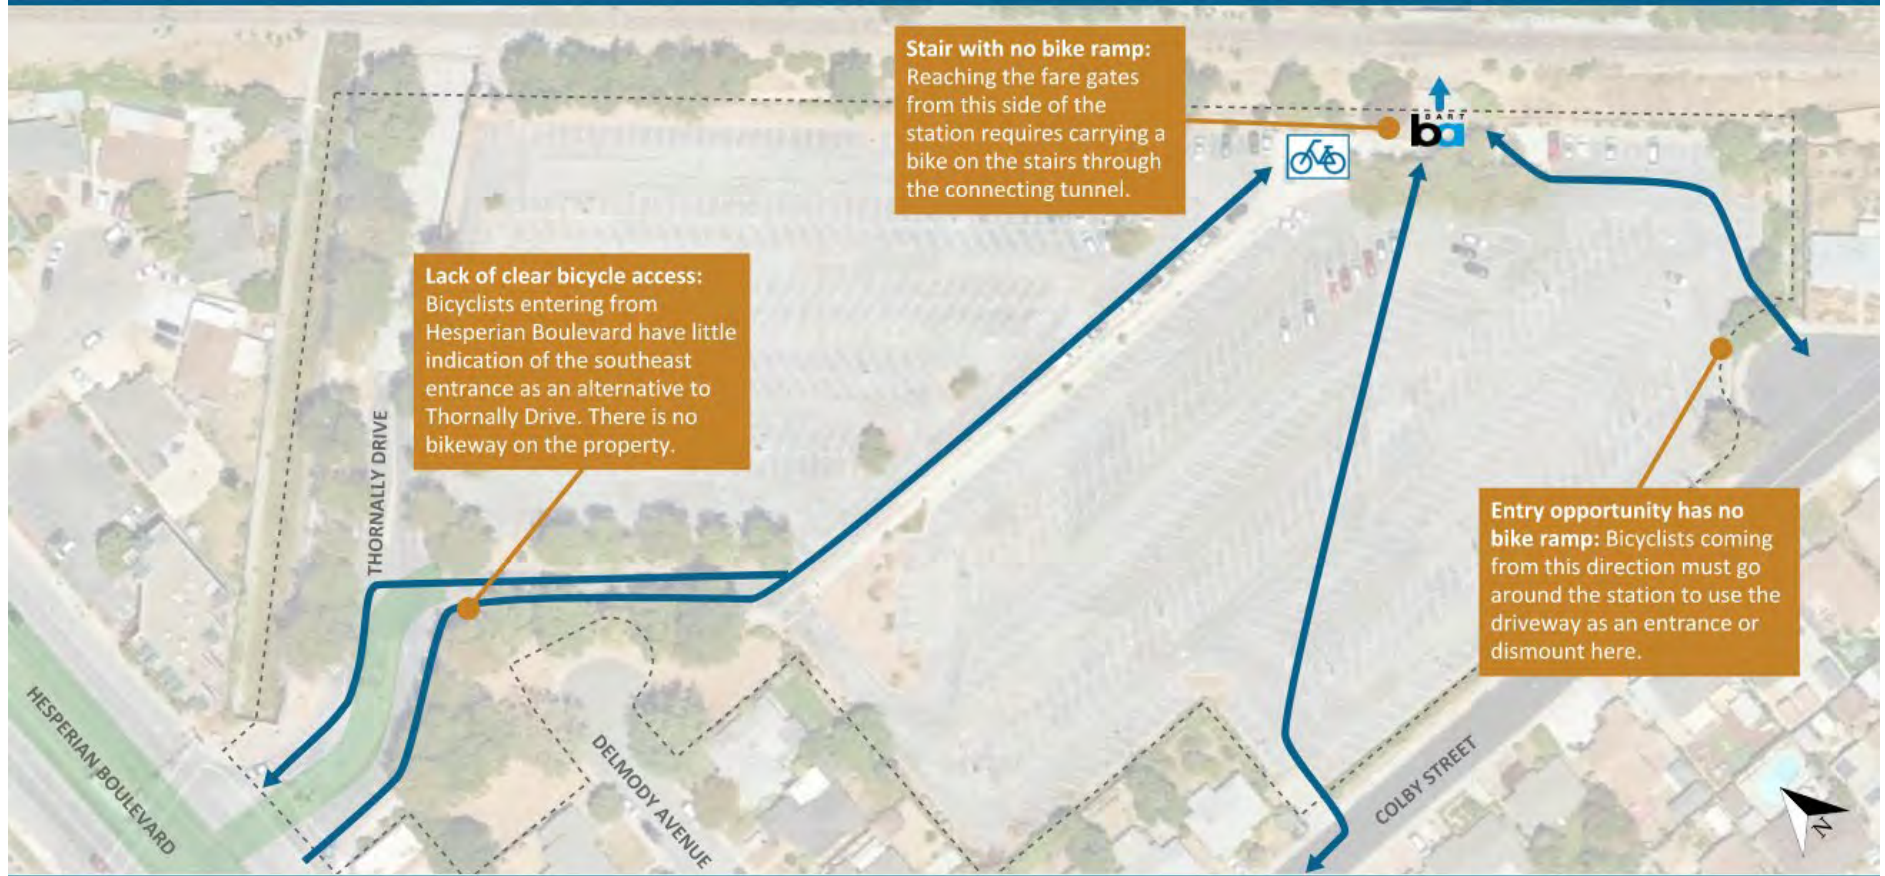 Stair with no bike ramp:
Reaching the fare gates
from this side of the
station requires carrying a
bike on the stairs through
the connecting tunnel.
BART
ba
Lack of clear bicycle access:
Bicyclists entering from
Hesperian Boulevard have little
indication of the southeast
entrance as an alternative to
Thornally Drive. There is no
bikeway on the property.
THORNALLY DRIVE
Entry opportunity has no
bike ramp: Bicyclists coming
from this direction must go
around the station to use the
driveway as an entrance or
dismount here.
HESPERIAN BOULEVARD
DELMODY AVENUE
COLBY STREET
N